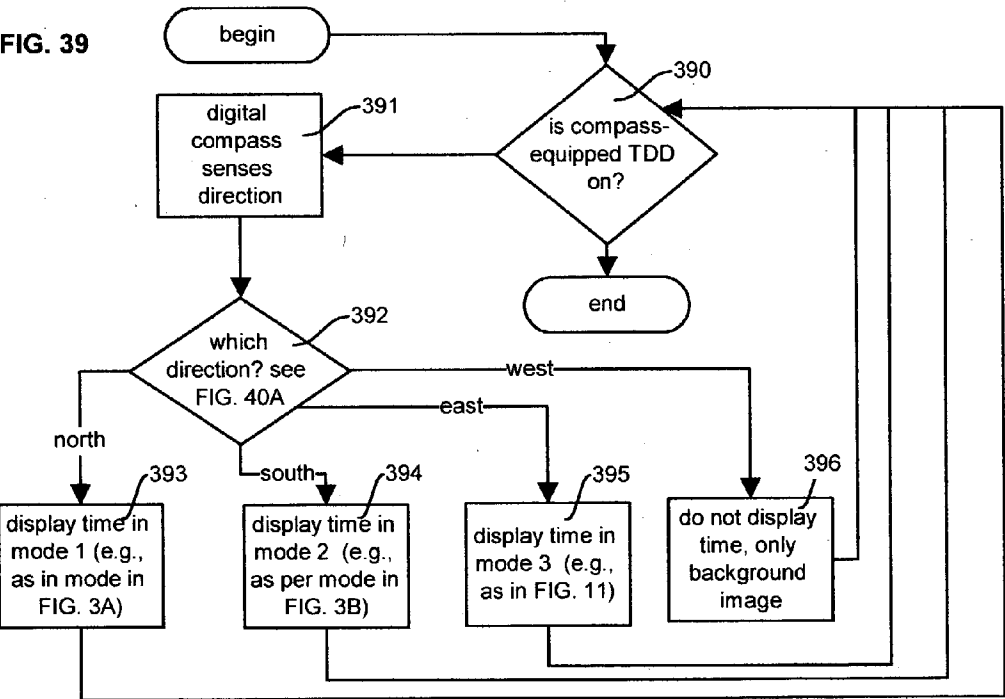 FIG. 39
begin
390
is compass-
equipped TDD
on?
391
digital
compass
senses
direction
end
392
which
direction? see
FIG. 40A
west
east
north
south
393
display time in
mode 1 (e.g.,
as in mode in
FIG. 3A)
394
display time in
mode 2 (e.g.,
as per mode in
FIG. 3B)
395
display time in
mode 3 (e.g.,
as in FIG. 11)
396
do not display
time, only
background
image